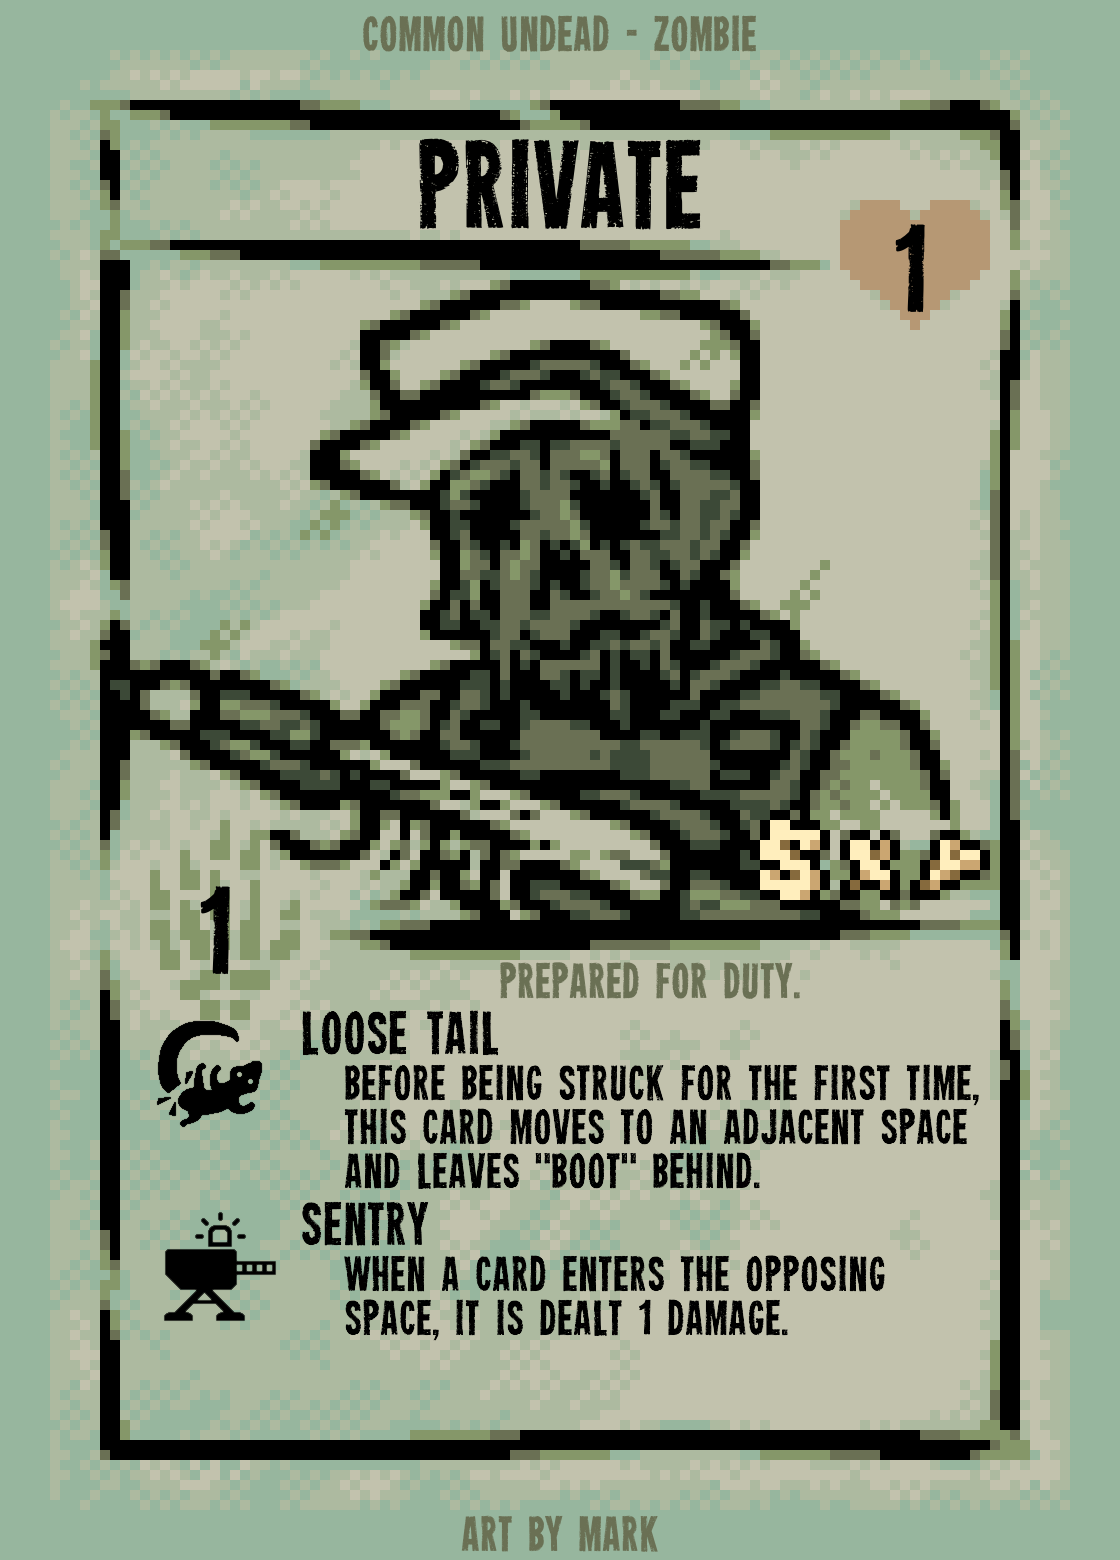 COMMON UNDEAD - ZOMBIE
PRIVATE
1
5 X
1
PREPARED FOR DUTY.
LOOSE TAIL
BEFORE BEING STRUCK FOR THE FIRST TIME,
THIS CARD MOVES TO AN ADJACENT SPACE
AND LEAVES "BOOT" BEHIND.
SENTRY
WHEN A CARD ENTERS THE OPPOSING
SPACE, IT IS DEALT 1 DAMAGE.
ART BY MARK